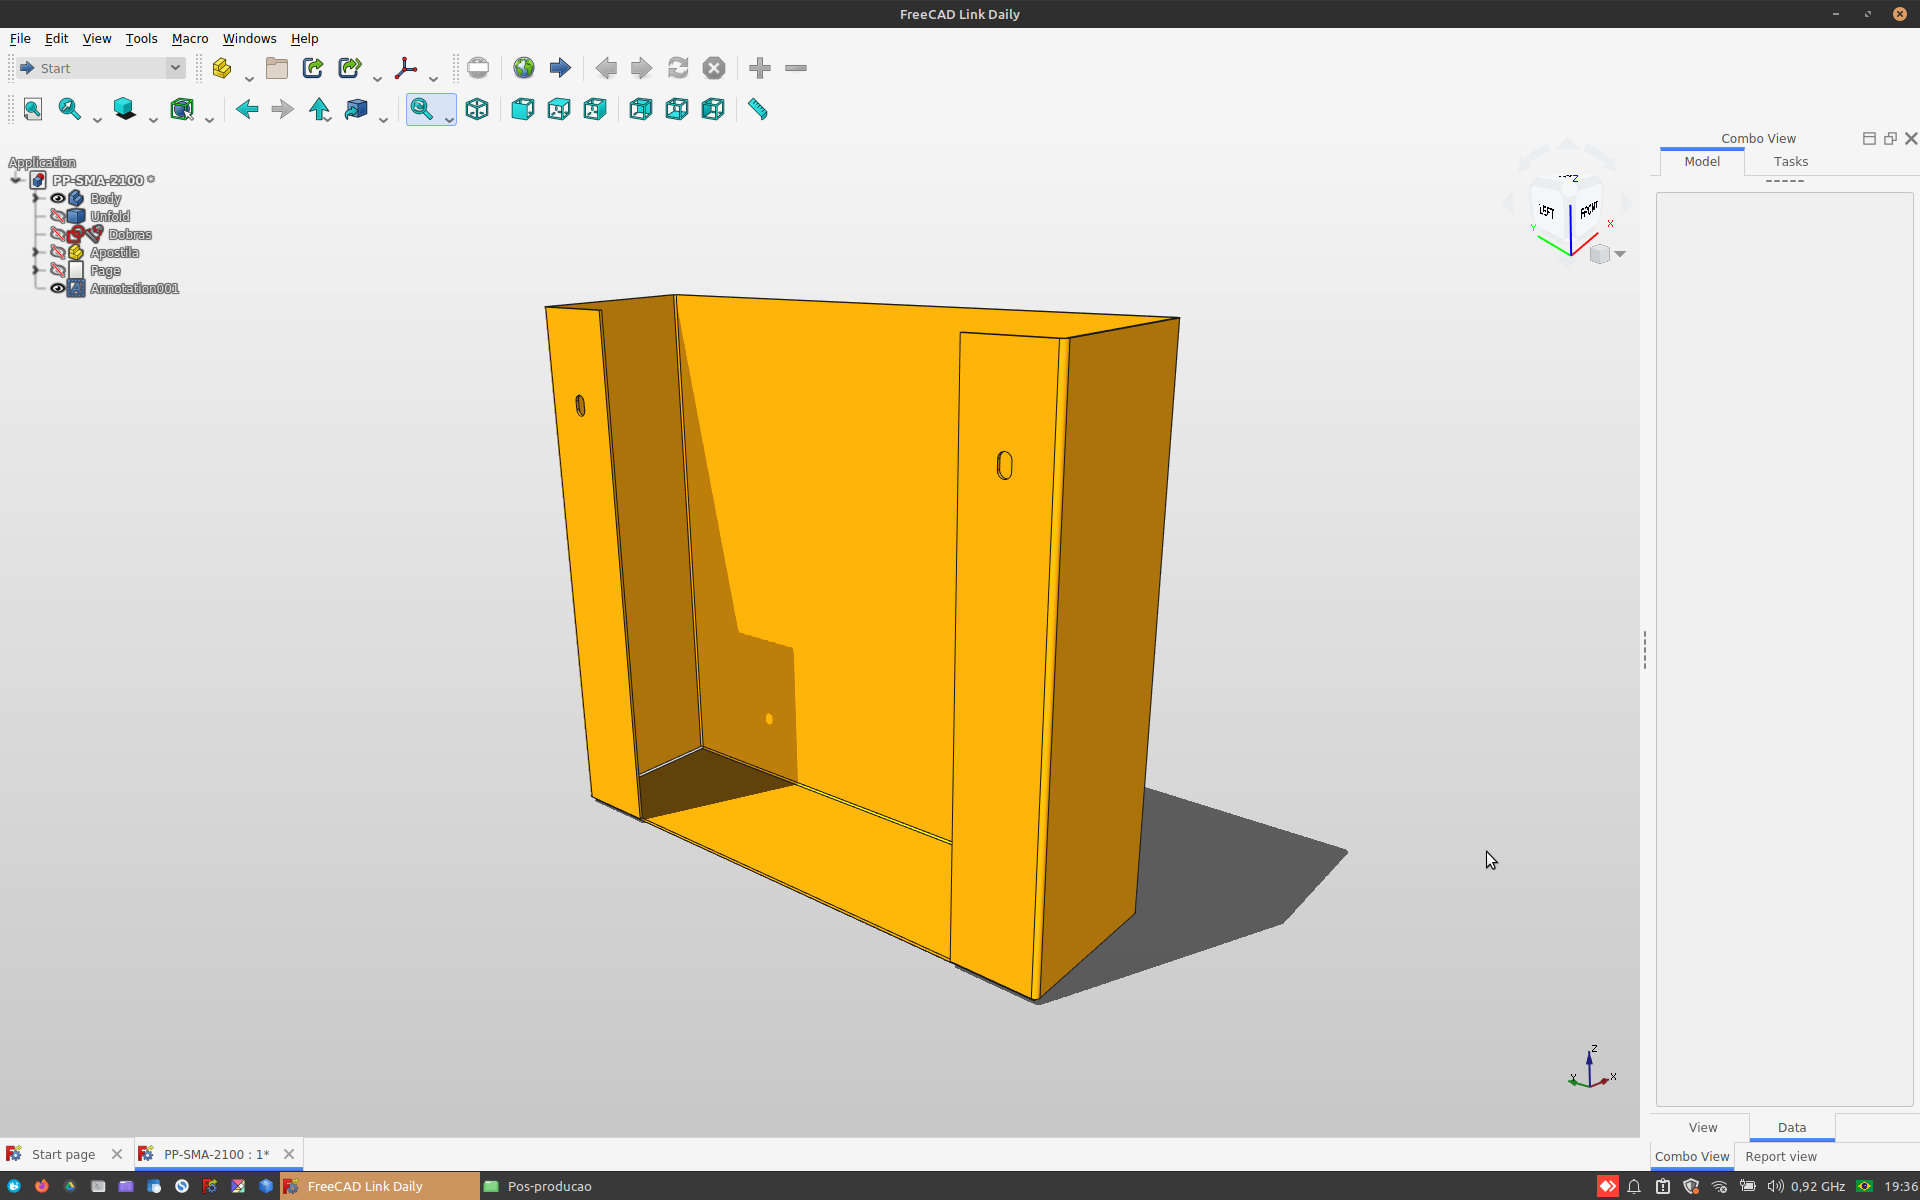 FreeCAD Link Daily
File Edit View Tools Macro Windows Help
Start
Combo View
Model Tasks
Application
PP-SMA-2100 *
Body
Unfold
Dobras
Apostila
Page
Annotation001
Z
LEFT FRONT
X
Y
Z
Y X
View Data
Start page PP-SMA-2100 : 1* Combo View Report view
FreeCAD Link Daily Pos-producao 0,92 GHz 19:36